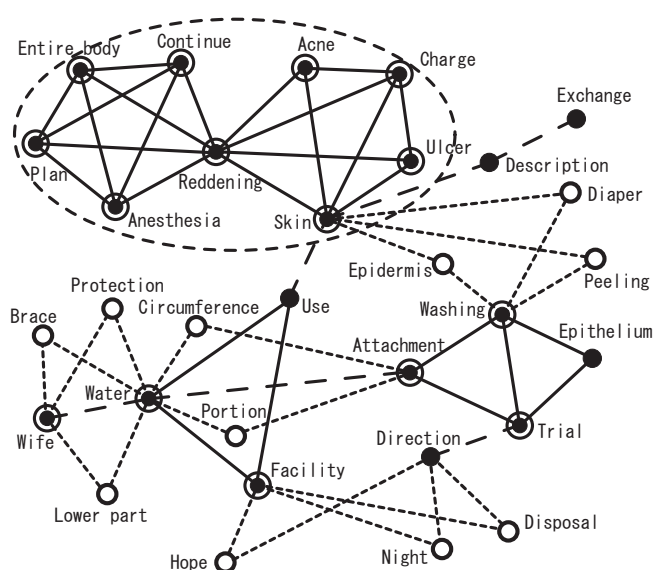 Entire body
Continue
Acne
Charge
Exchange
Plan
Reddening
Ulcer
Description
Anesthesia
Skin
Diaper
Epidermis
Peeling
Protection
Circumference
Use
Washing
Brace
Epithelium
Attachment
Water
Portion
Wife
Direction
Trial
Facility
Lower part
Disposal
Night
Hope